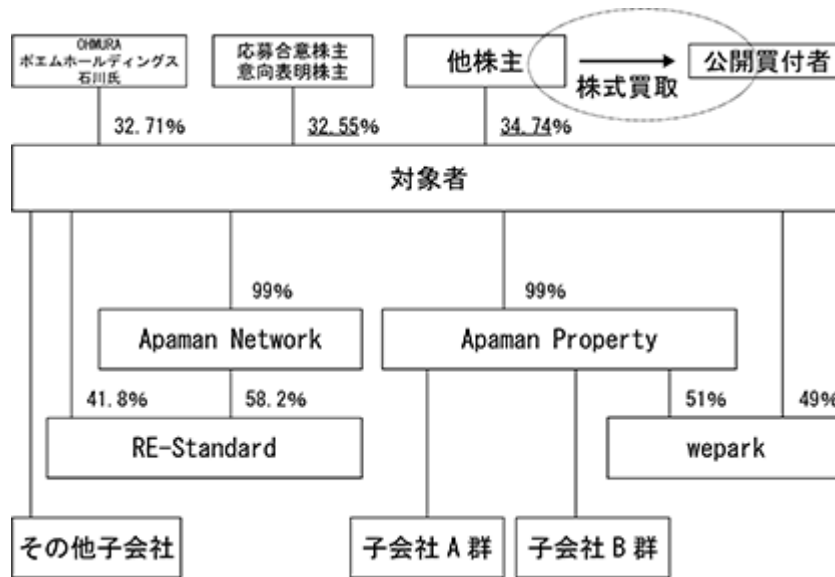 OHMURA
ポエムホールディングス
石川氏
応募合意株主
意向表明株主
他株主
株式買取
公開買付者
32.71%
32.55%
34.74%
対象者
99%
99%
Apaman Network
Apaman Property
41.8%
58.2%
51%
49%
RE-Standard
wepark
その他子会社
子会社A群
子会社B群